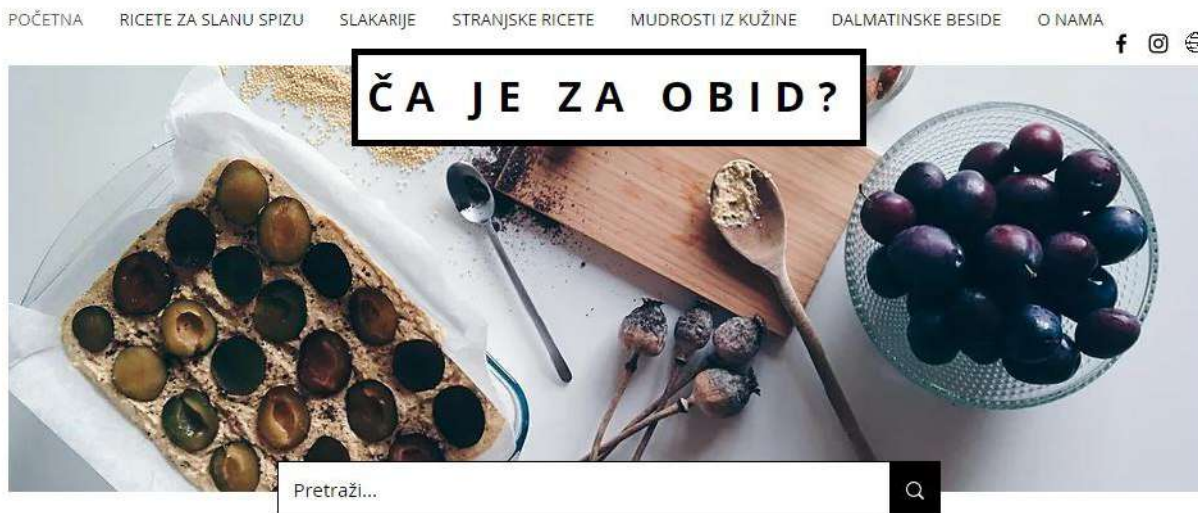 POČETNA RICETE ZA SLANU SPIZU SLAKARIJE STRANJSKE RICETE MUDROSTI IZ KUŽINE DALMATINSKE BESIDE O NAMA
ČA JE ZA OBID?
Pretraži...